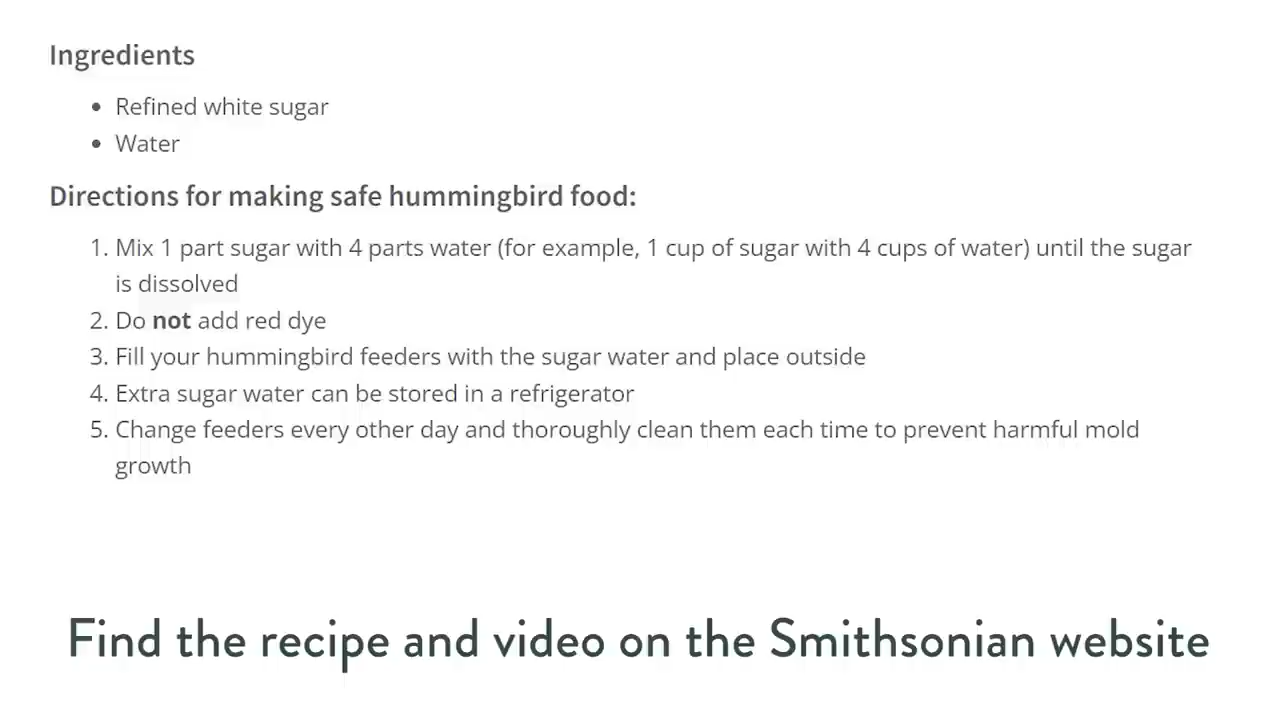 Ingredients
• Refined white sugar
• Water
Directions for making safe hummingbird food:
1. Mix 1 part sugar with 4 parts water (for example, 1 cup of sugar with 4 cups of water) until the sugar
is dissolved
2. Do not add red dye
3. Fill your hummingbird feeders with the sugar water and place outside
4. Extra sugar water can be stored in a refrigerator
5. Change feeders every other day and thoroughly clean them each time to prevent harmful mold
growth
Find the recipe and video on the Smithsonian website